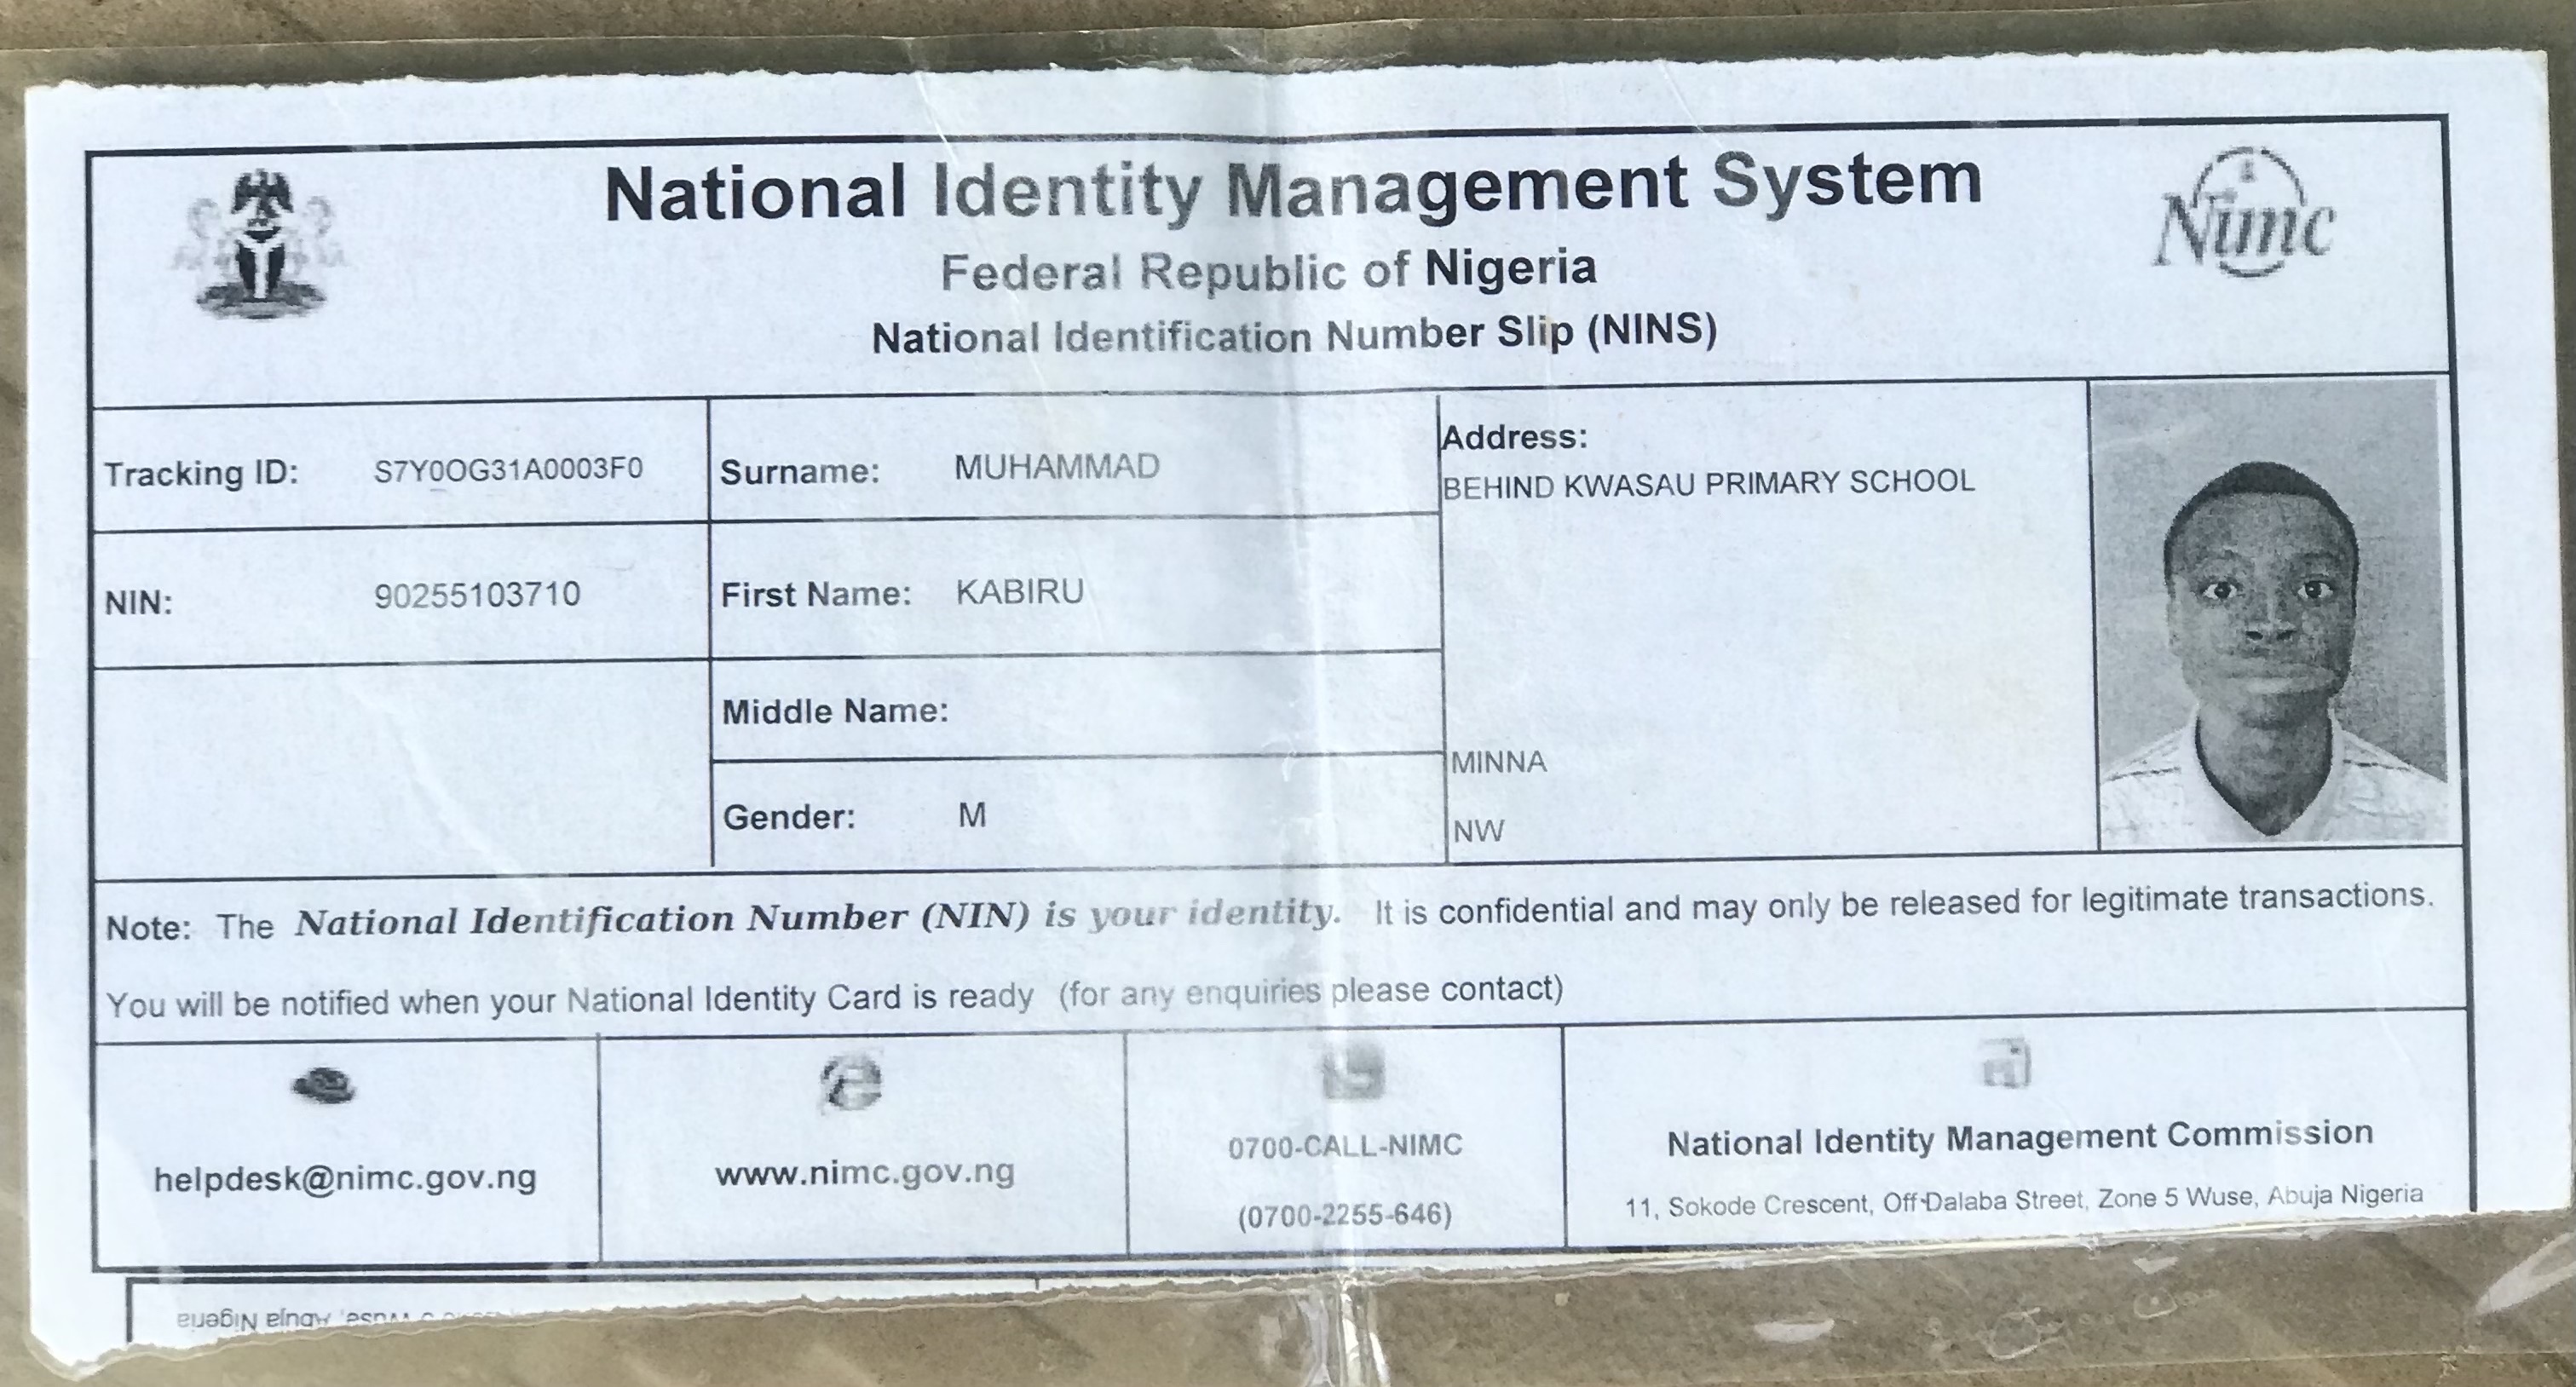 National Identity Management System
Federal Republic of Nigeria
National Identification Number Slip (NINS)
Nimc
Tracking ID: S7Y0OG31A0003F0
Surname: MUHAMMAD
Address:
BEHIND KWASAU PRIMARY SCHOOL
NIN: 90255103710
First Name: KABIRU
Middle Name:
MINNA
Gender: M
NW
Note: The National Identification Number (NIN) is your identity. It is confidential and may only be released for legitimate transactions.
You will be notified when your National Identity Card is ready (for any enquiries please contact)
helpdesk@nimc.gov.ng
www.nimc.gov.ng
0700-CALL-NIMC
(0700-2255-646)
National Identity Management Commission
11, Sokode Crescent, Off Dalaba Street, Zone 5 Wuse, Abuja Nigeria
Wuse, Abuja Nigeria